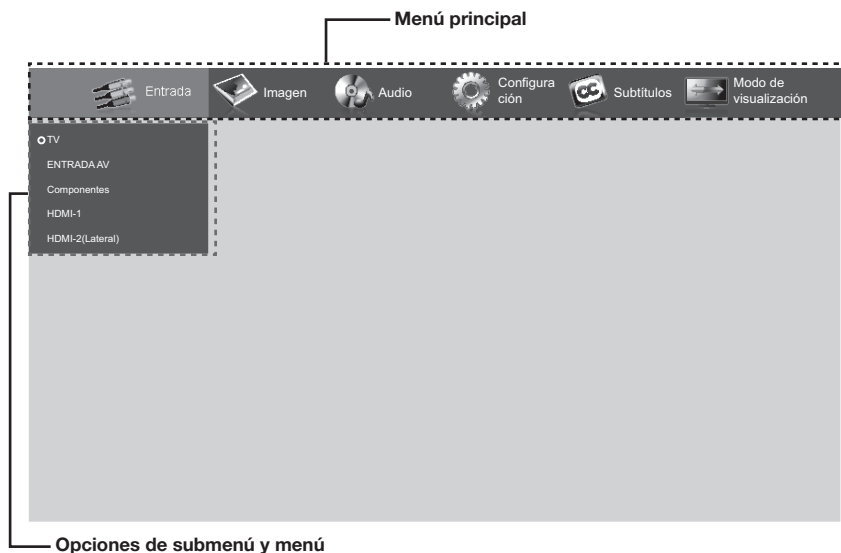 Menú principal
Entrada
Imagen
Audio
Configura
ción
CC
Subtítulos
Modo de
visualización
TV
ENTRADA AV
Componentes
HDMI-1
HDMI-2(Lateral)
Opciones de submenú y menú